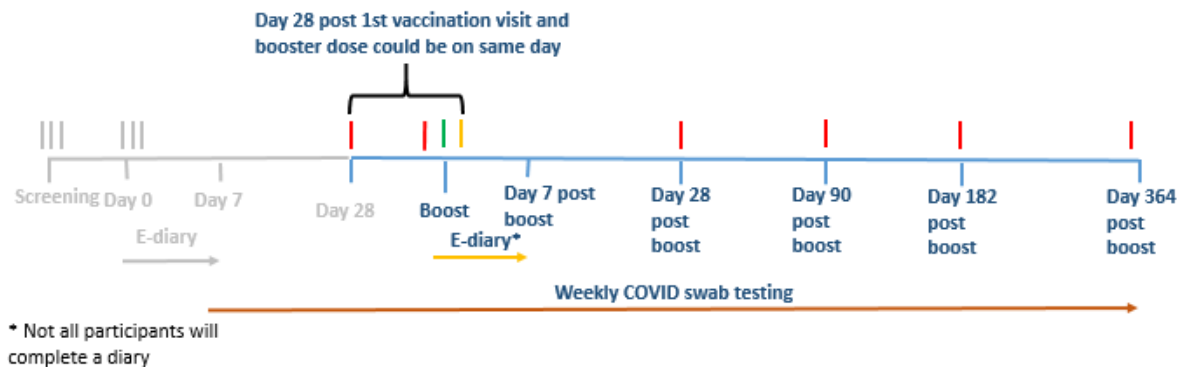 Day 28 post 1st vaccination visit and
booster dose could be on same day
Screening
Day 0
Day 7
Day 28
Boost
Day 7 post
boost
Day 28
post
boost
Day 90
post
boost
Day 182
post
boost
Day 364
post
boost
E-diary
E-diary*
Weekly COVID swab testing
* Not all participants will
complete a diary